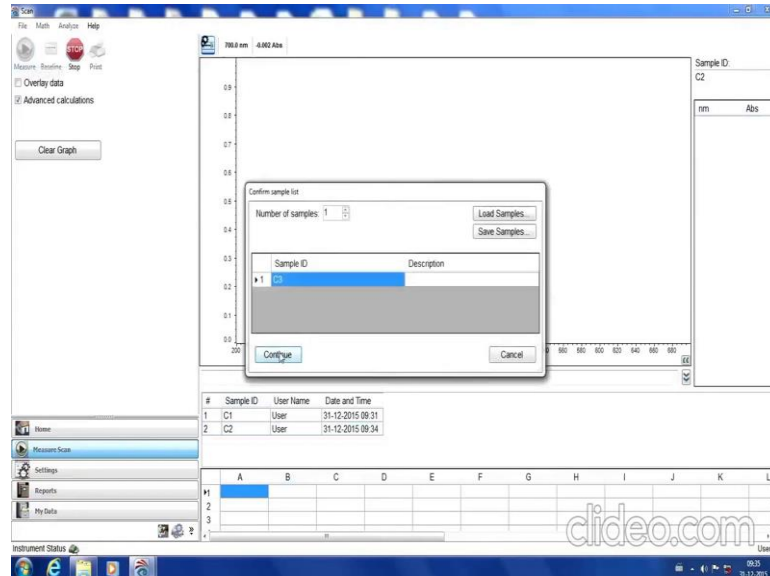 Scan
File Math Analyze Help
Measure Baseline Stop Print
STOP
700.0 nm -0.002 Abs
Overlay data
Advanced calculations
Clear Graph
Sample ID:
C2
nm Abs
0.9
0.8
0.7
0.6
0.5
0.4
0.3
0.2
0.1
0.0
200
560 580 600 620 640 660 680
Confirm sample list
Number of samples: 1
Load Samples...
Save Samples...
Sample ID Description
1 C3
Continue Cancel
# Sample ID User Name Date and Time
1 C1 User 31-12-2015 09:31
2 C2 User 31-12-2015 09:34
Home
Measure Scan
Settings
Reports
My Data
A B C D E F G H I J K L
1
2
3
Instrument Status
User
clideo.com
09:35
31-12-2015